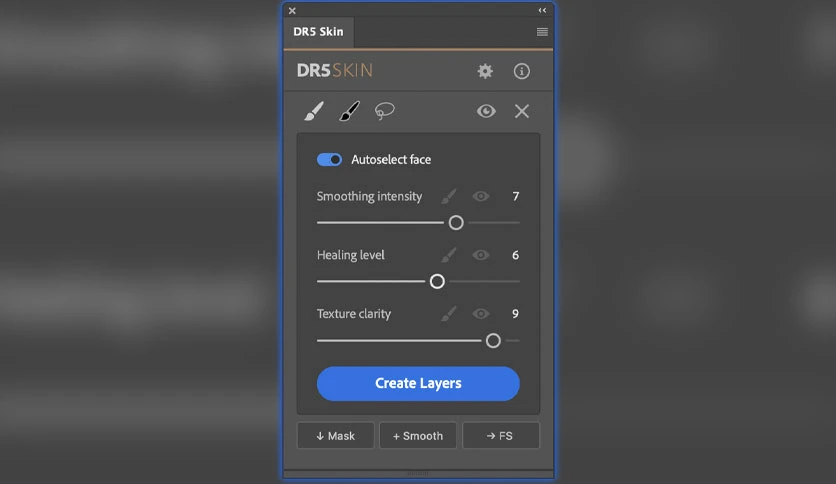 DR5 Skin
DR5SKIN
Autoselect face
Smoothing intensity 7
Healing level 6
Texture clarity 9
Create Layers
↓ Mask + Smooth → FS